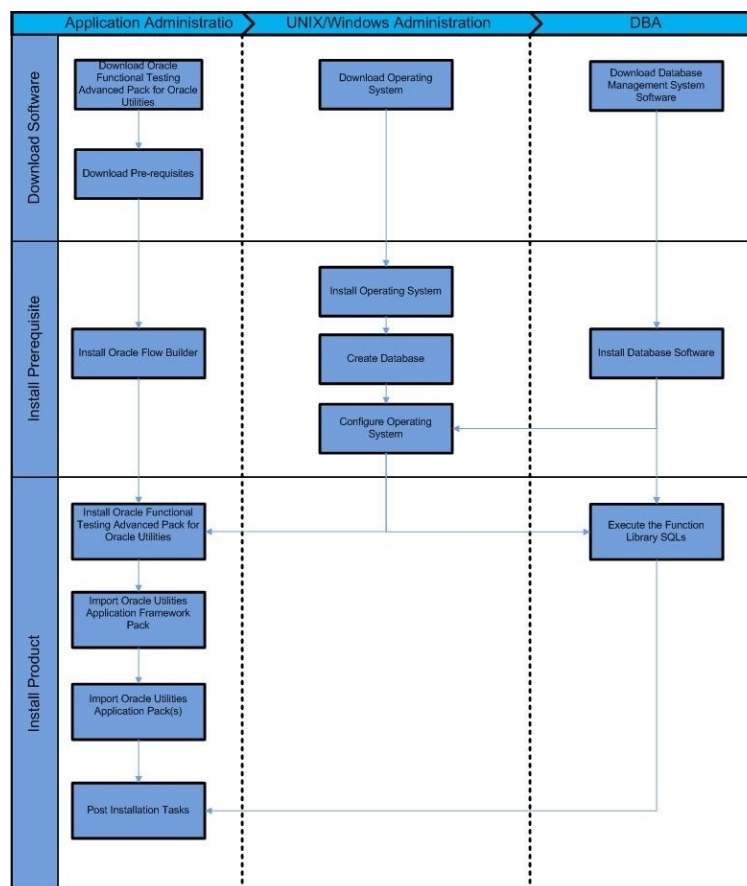 Application Administratio
UNIX/Windows Administration
DBA
Download Software
Download Oracle
Functional Testing
Advanced Pack for Oracle
Utilities
Download Operating
System
Download Database
Management System
Software
Download Pre-requisites
Install Prerequisite
Install Operating System
Install Oracle Flow Builder
Create Database
Install Database Software
Configure Operating
System
Install Product
Install Oracle Functional
Testing Advanced Pack for
Oracle Utilities
Execute the Function
Library SQLs
Import Oracle Utilities
Application Framework
Pack
Import Oracle Utilities
Application Pack(s)
Post Installation Tasks